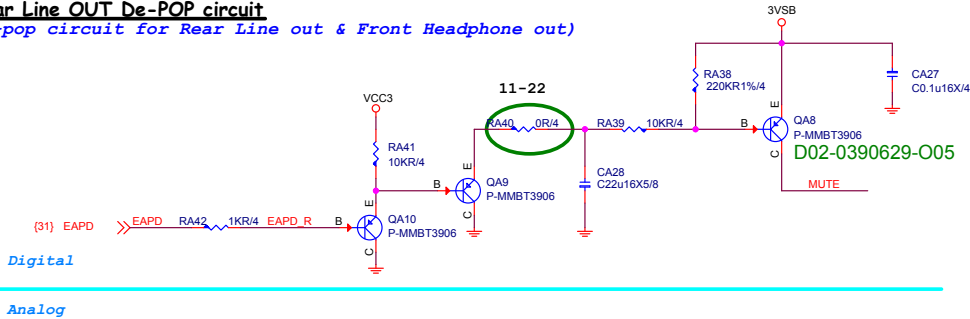 ar Line OUT De-POP circuit
-pop circuit for Rear Line out & Front Headphone out)
3VSB
RA38
220KR1%/4
CA27
C0.1u16X/4
11-22
VCC3
RA40
0R/4
RA39
10KR/4
B
E
C
QA8
P-MMBT3906
D02-0390629-O05
MUTE
RA41
10KR/4
CA28
C22u16X5/8
B
E
C
QA9
P-MMBT3906
{31} EAPD
EAPD
RA42
1KR/4
EAPD_R
B
E
C
QA10
P-MMBT3906
Digital
Analog